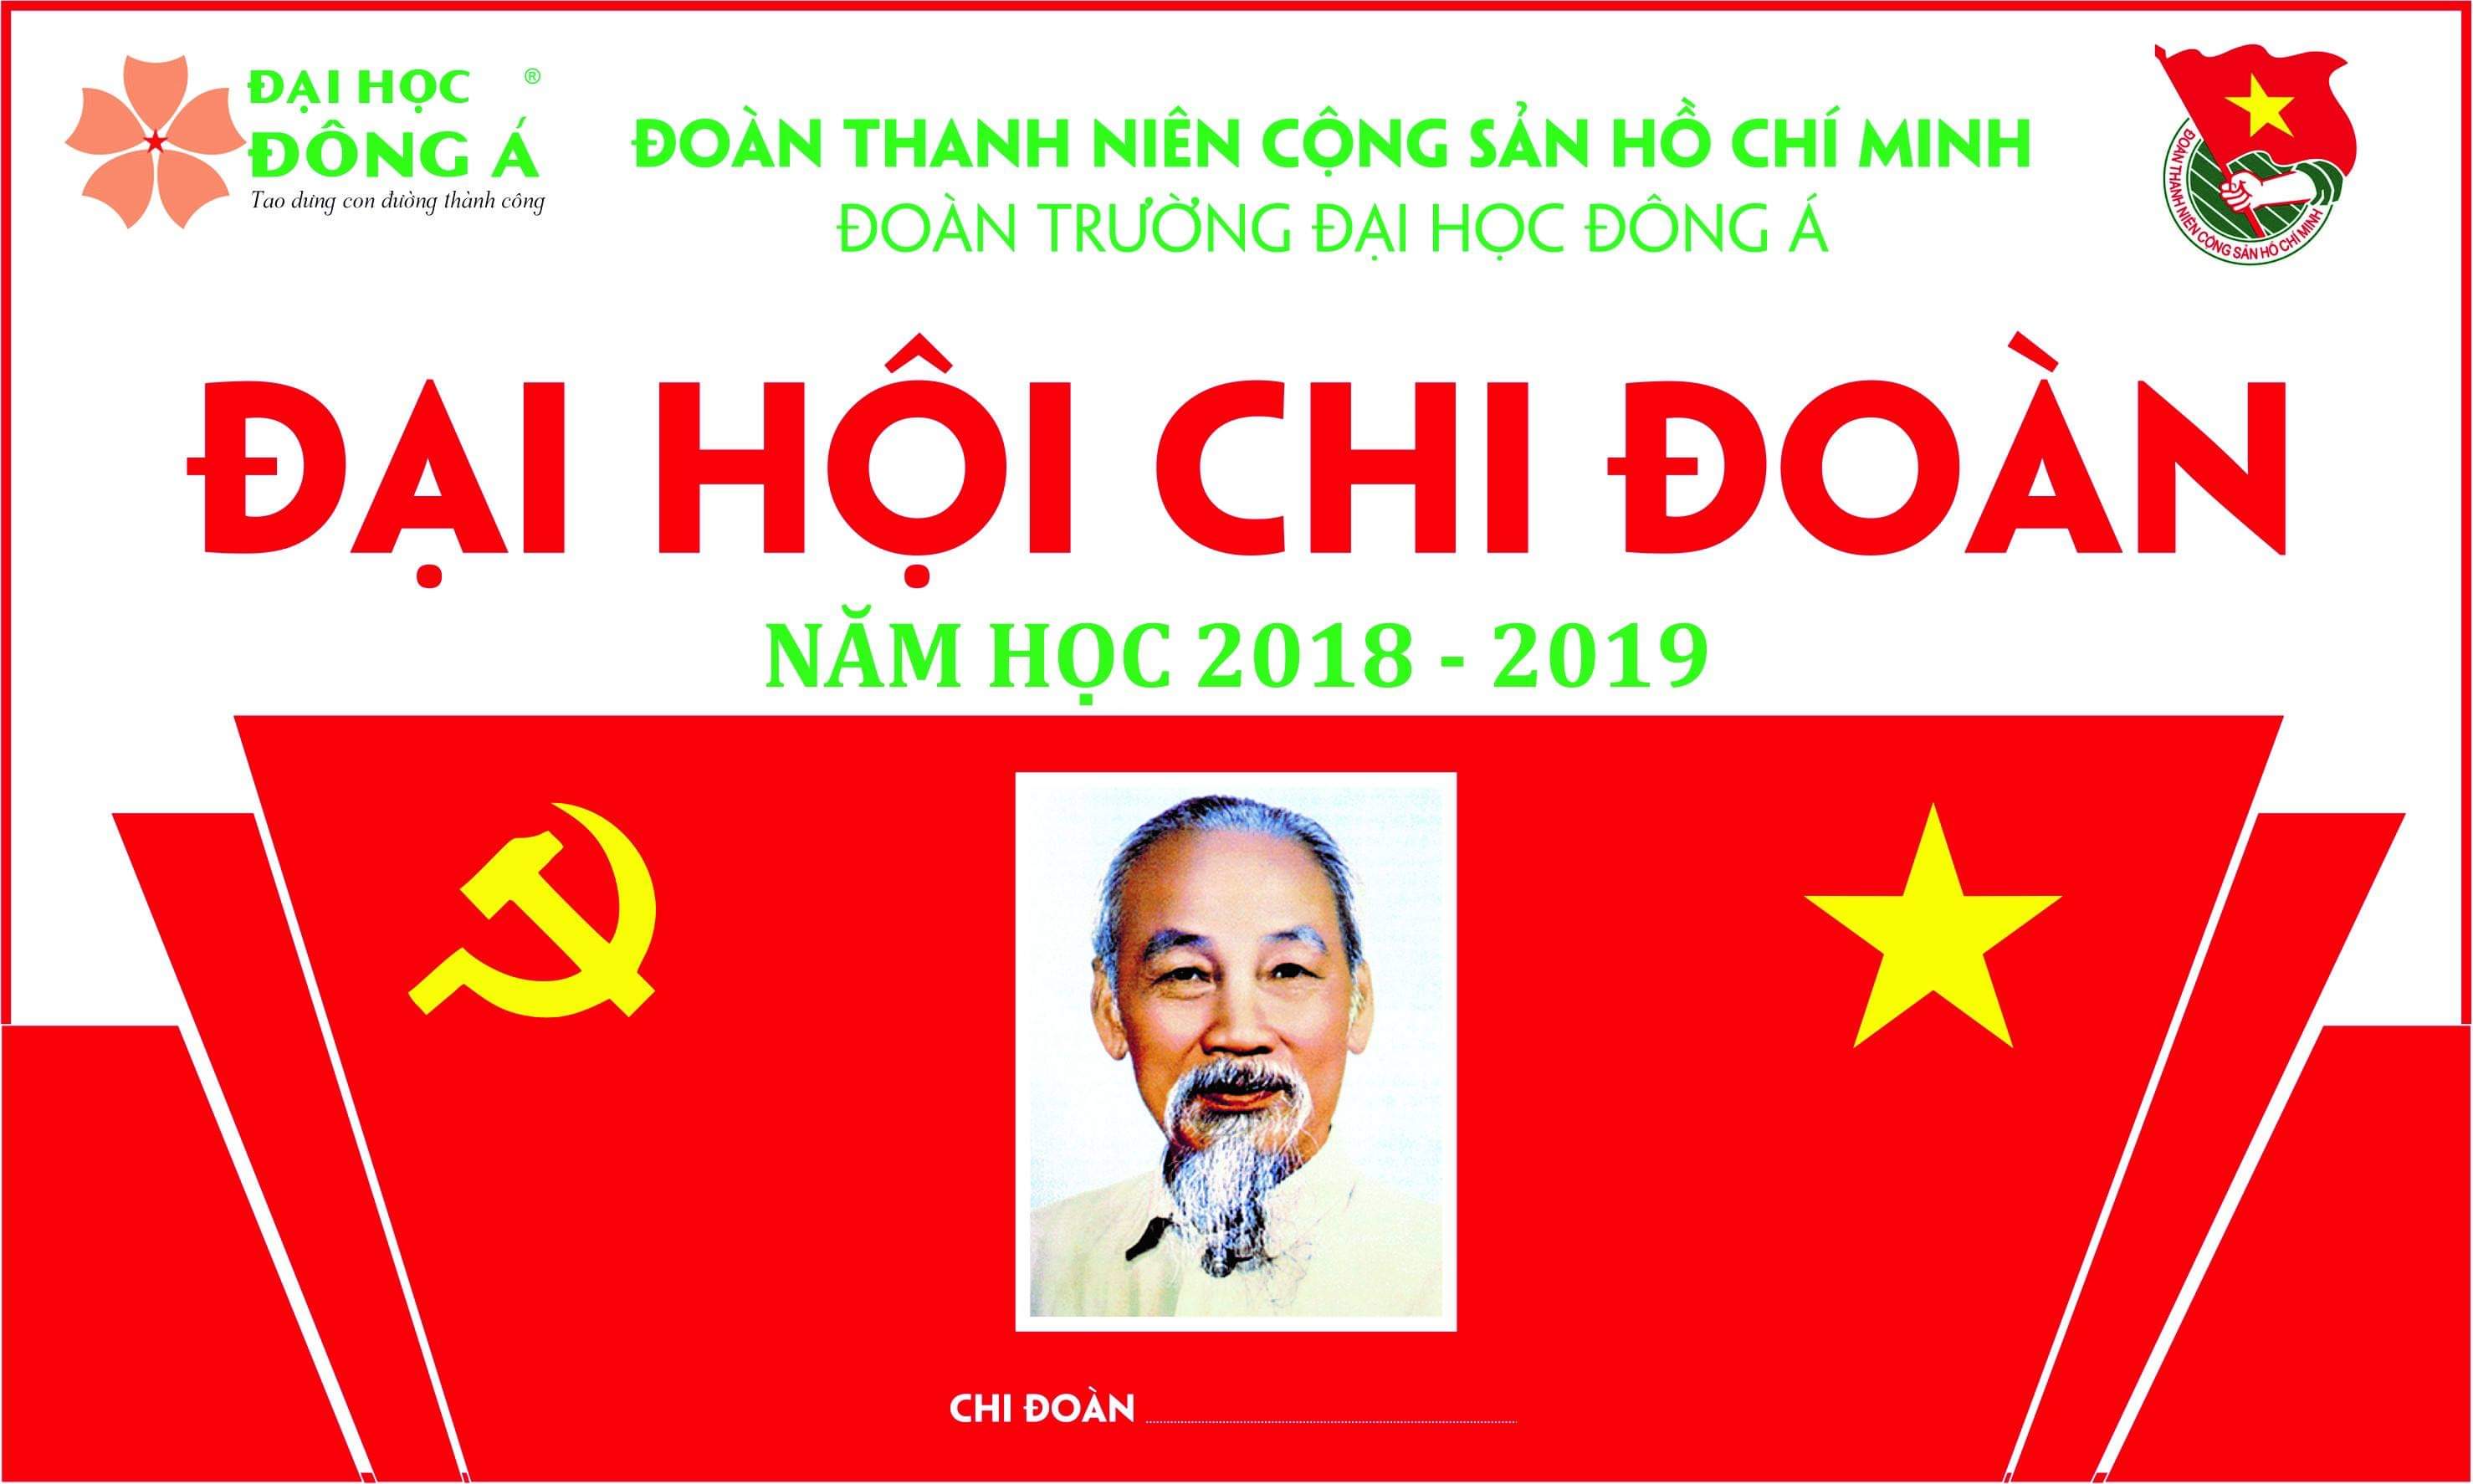 ĐẠI HỌC ®
ĐÔNG Á
Tạo dựng con đường thành công
ĐOÀN THANH NIÊN CỘNG SẢN HỒ CHÍ MINH
ĐOÀN TRƯỜNG ĐẠI HỌC ĐÔNG Á
ĐOÀN THANH NIÊN CỘNG SẢN HỒ CHÍ MINH
ĐẠI HỘI CHI ĐOÀN
NĂM HỌC 2018 - 2019
CHI ĐOÀN